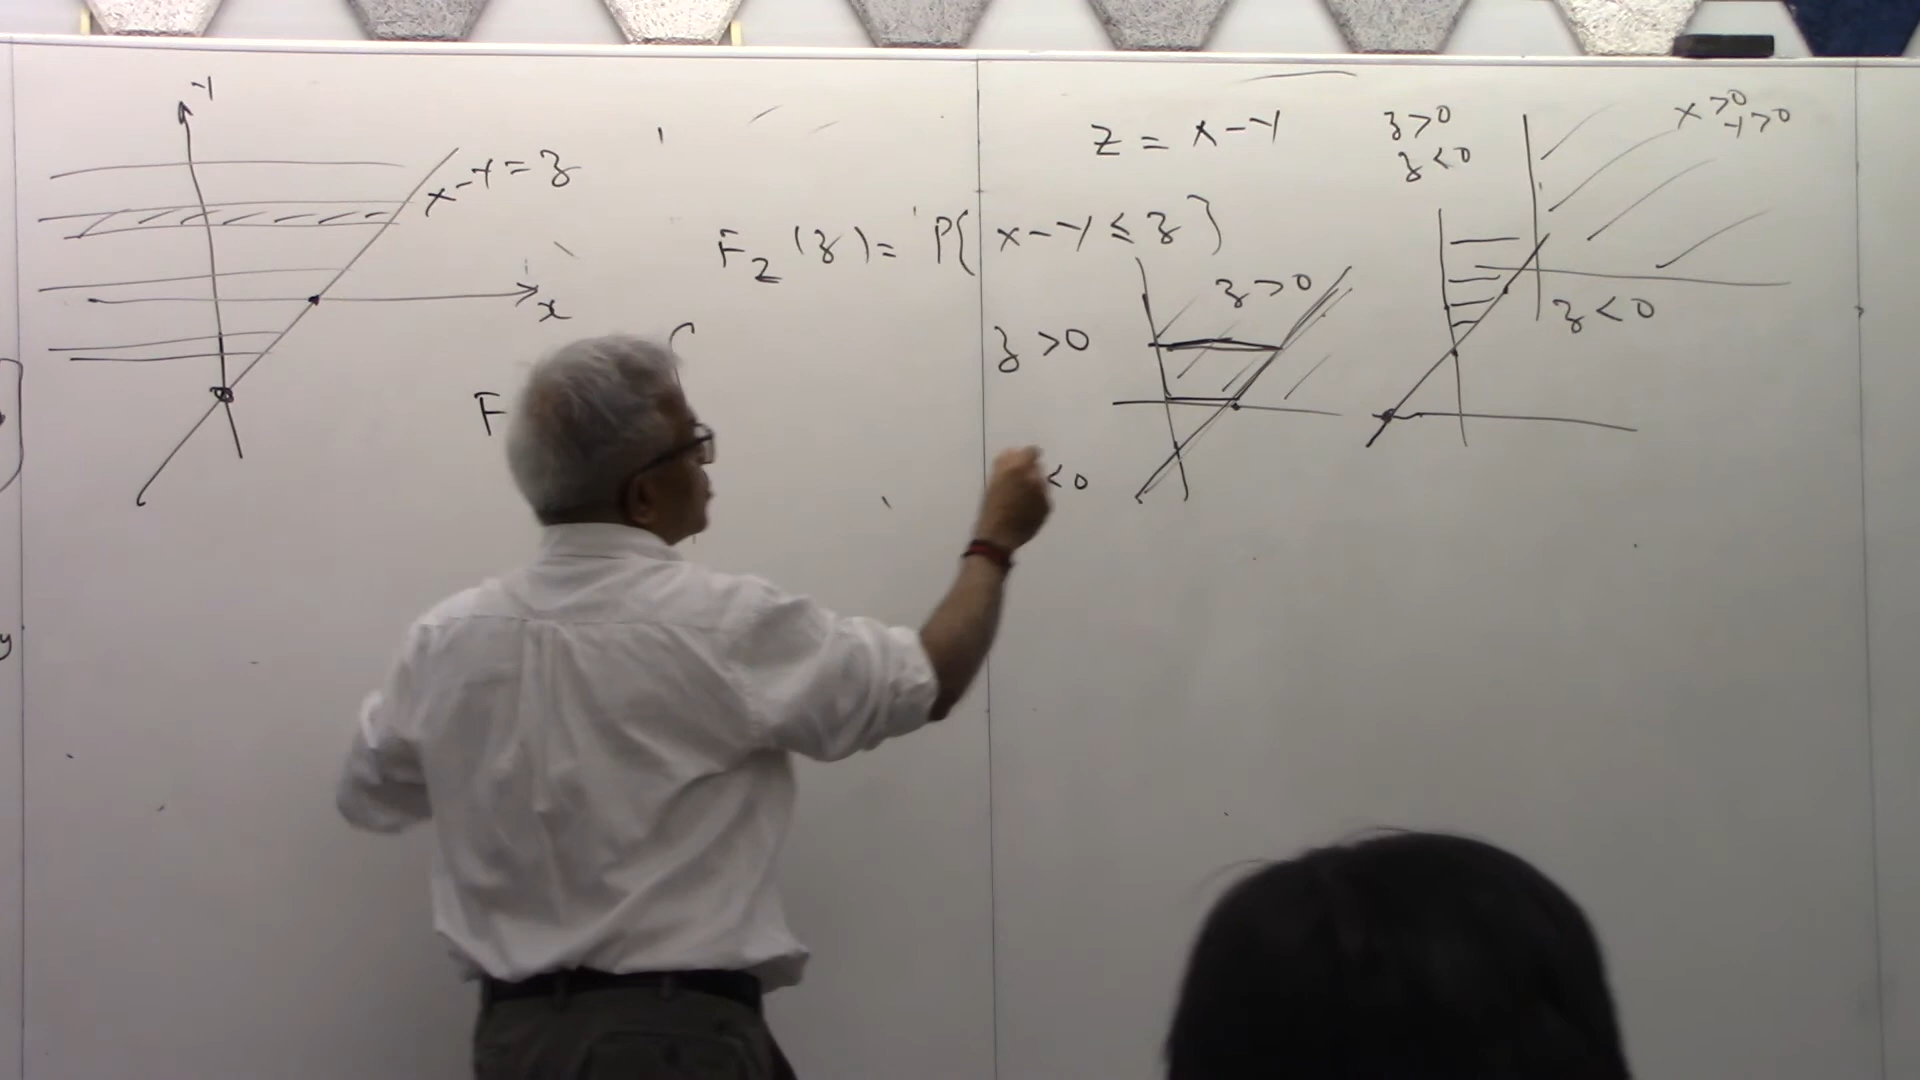 Y
x - Y = z
x
Z = X - Y
z > 0
z < 0
X > 0
Y > 0
F_Z (z) = P{ X - Y ≤ z }
z > 0
z > 0
z < 0
F
< 0
y